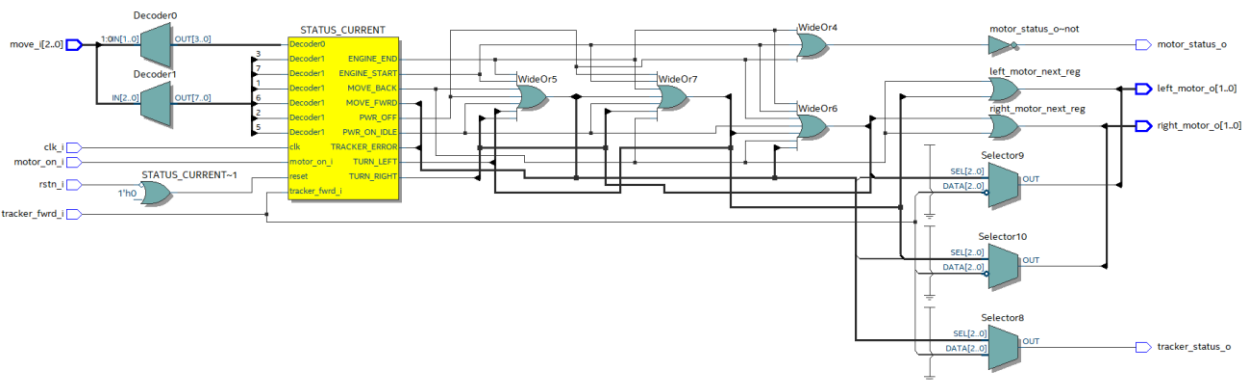 Decoder0
move_i[2..0]
1:0 IN[1..0]
OUT[3..0]
Decoder1
IN[2..0]
OUT[7..0]
clk_i
motor_on_i
rstn_i
1'h0
STATUS_CURRENT~1
tracker_fwrd_i
STATUS_CURRENT
Decoder0
3 Decoder1 ENGINE_END
7 Decoder1 ENGINE_START
1 Decoder1 MOVE_BACK
6 Decoder1 MOVE_FWRD
2 Decoder1 PWR_OFF
5 Decoder1 PWR_ON_IDLE
clk TRACKER_ERROR
motor_on_i TURN_LEFT
reset TURN_RIGHT
tracker_fwrd_i
WideOr5
WideOr7
WideOr4
WideOr6
motor_status_o~not
motor_status_o
left_motor_next_reg
left_motor_o[1..0]
right_motor_next_reg
right_motor_o[1..0]
Selector9
SEL[2..0]
DATA[2..0]
OUT
Selector10
SEL[2..0]
DATA[2..0]
OUT
Selector8
SEL[2..0]
DATA[2..0]
OUT
tracker_status_o